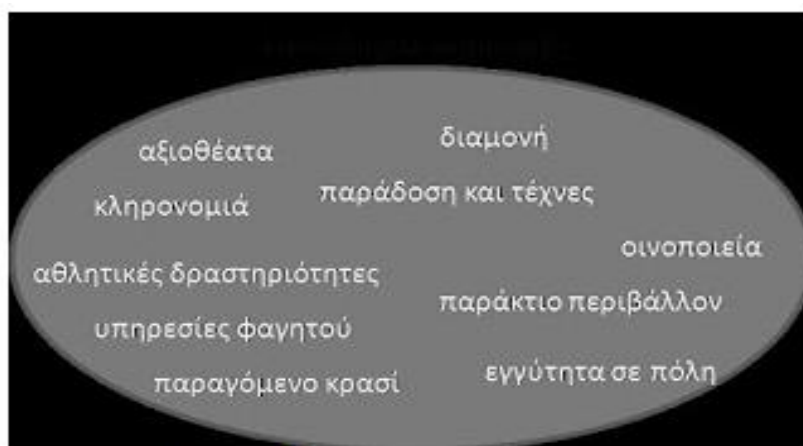 διαμονή
αξιοθέατα
παράδοση και τέχνες
κληρονομιά
οινοποιεία
αθλητικές δραστηριότητες
παράκτιο περιβάλλον
υπηρεσίες φαγητού
εγγύτητα σε πόλη
παραγόμενο κρασί